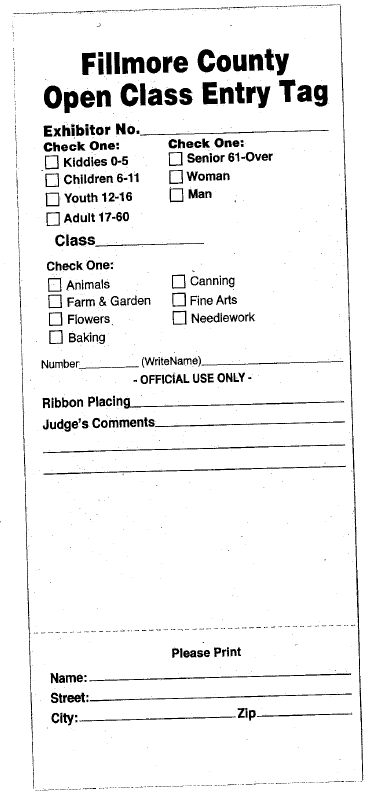 Fillmore County
Open Class Entry Tag
Exhibitor No.
Check One: Check One:
Kiddies 0-5 Senior 61-Over
Children 6-11 Woman
Youth 12-16 Man
Adult 17-60
Class
Check One:
Animals Canning
Farm & Garden Fine Arts
Flowers Needlework
Baking
Number (WriteName)
- OFFICIAL USE ONLY -
Ribbon Placing
Judge's Comments
Please Print
Name:
Street:
City: Zip